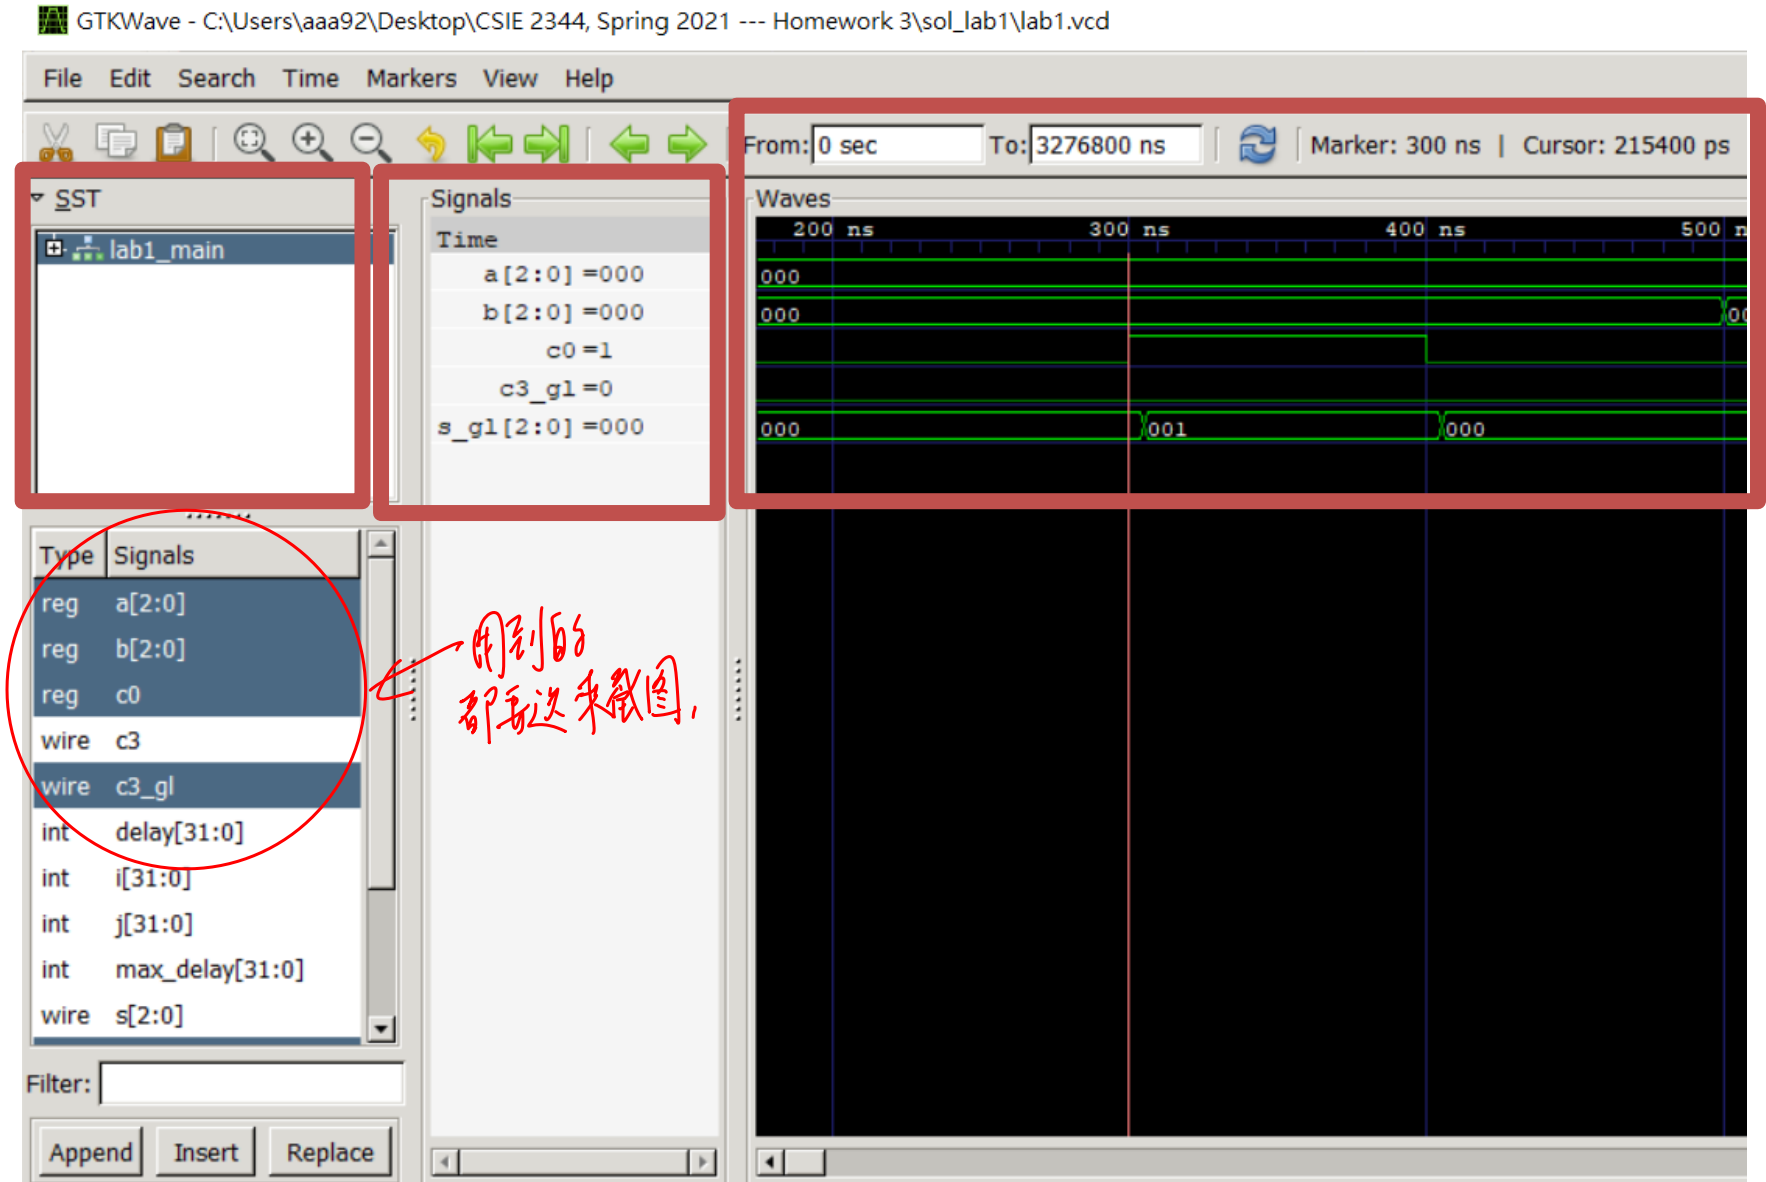 GTKWave - C:\Users\aaa92\Desktop\CSIE 2344, Spring 2021 --- Homework 3\sol_lab1\lab1.vcd
File Edit Search Time Markers View Help
From: 0 sec To: 3276800 ns Marker: 300 ns | Cursor: 215400 ps
SST
lab1_main
Signals
Time
a[2:0] =000
b[2:0] =000
c0 =1
c3_gl =0
s_gl[2:0] =000
Waves
200 ns 300 ns 400 ns 500 n
000
000 00
000 001 000
Type Signals
reg a[2:0]
reg b[2:0]
reg c0
wire c3
wire c3_gl
int delay[31:0]
int i[31:0]
int j[31:0]
int max_delay[31:0]
wire s[2:0]
用到的
都要选来截图,
Filter:
Append Insert Replace